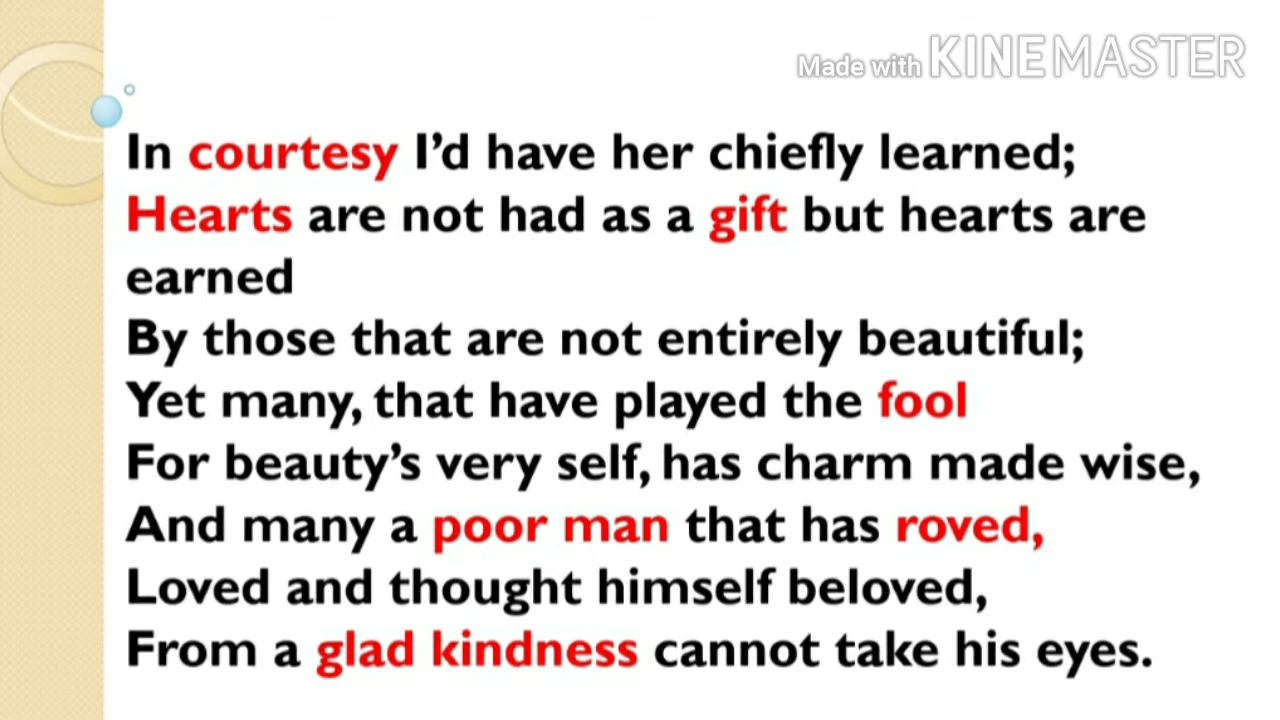 Made with KINEMASTER
In courtesy I’d have her chiefly learned;
Hearts are not had as a gift but hearts are
earned
By those that are not entirely beautiful;
Yet many, that have played the fool
For beauty’s very self, has charm made wise,
And many a poor man that has roved,
Loved and thought himself beloved,
From a glad kindness cannot take his eyes.